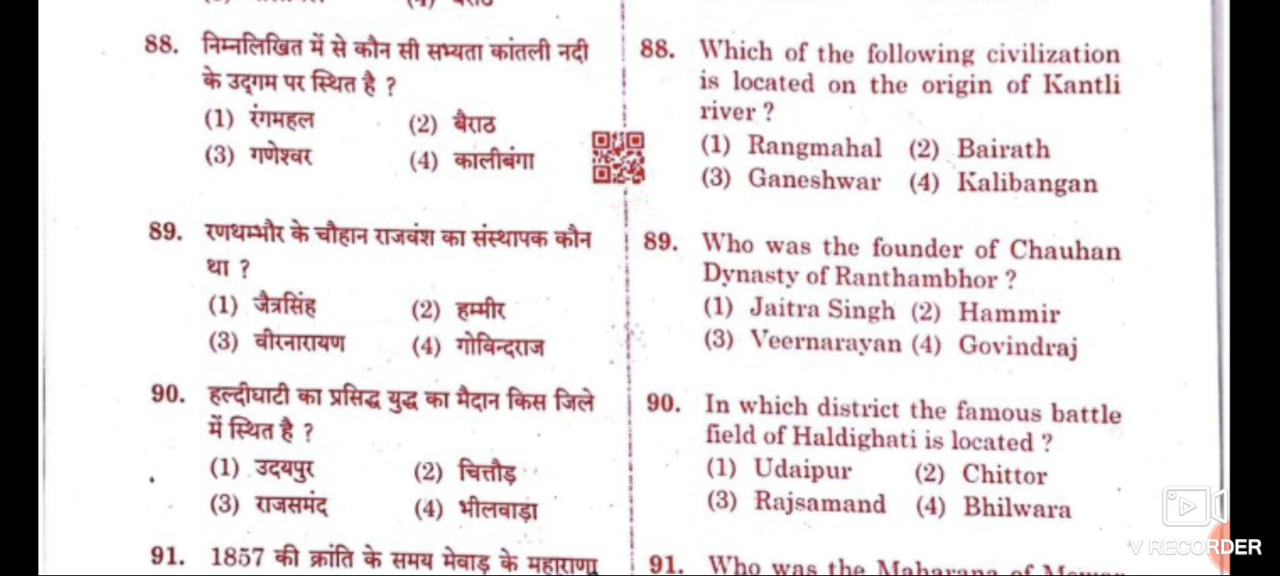 88. निम्नलिखित में से कौन सी सभ्यता कांतली नदी
के उद्गम पर स्थित है ?
(1) रंगमहल (2) बैराठ
(3) गणेश्वर (4) कालीबंगा
89. रणथम्भौर के चौहान राजवंश का संस्थापक कौन
था ?
(1) जैत्रसिंह (2) हम्मीर
(3) वीरनारायण (4) गोविन्दराज
90. हल्दीघाटी का प्रसिद्ध युद्ध का मैदान किस जिले
में स्थित है ?
(1) उदयपुर (2) चित्तौड़
(3) राजसमंद (4) भीलवाड़ा
91. 1857 की क्रांति के समय मेवाड़ के महाराणा
88. Which of the following civilization
is located on the origin of Kantli
river ?
(1) Rangmahal (2) Bairath
(3) Ganeshwar (4) Kalibangan
89. Who was the founder of Chauhan
Dynasty of Ranthambhor ?
(1) Jaitra Singh (2) Hammir
(3) Veernarayan (4) Govindraj
90. In which district the famous battle
field of Haldighati is located ?
(1) Udaipur (2) Chittor
(3) Rajsamand (4) Bhilwara
91. Who was the Maharana of Mewar
V RECORDER